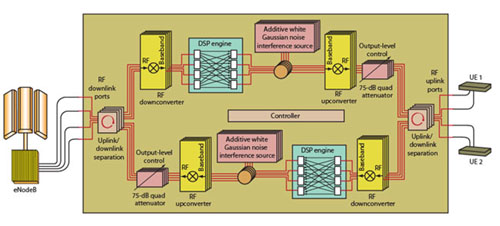 RF
downlink
ports
eNodeB
Uplink/
downlink
separation
RF
Baseband
RF
downconverter
DSP engine
Additive white
Gaussian noise
interference source
Baseband
RF
RF
upconverter
Output-level
control
75-dB quad
attenuator
RF
uplink
ports
UE 1
UE 2
Uplink/
downlink
separation
Controller
Output-level
control
75-dB quad
attenuator
RF
Baseband
RF
upconverter
Additive white
Gaussian noise
interference source
DSP engine
Baseband
RF
RF
downconverter